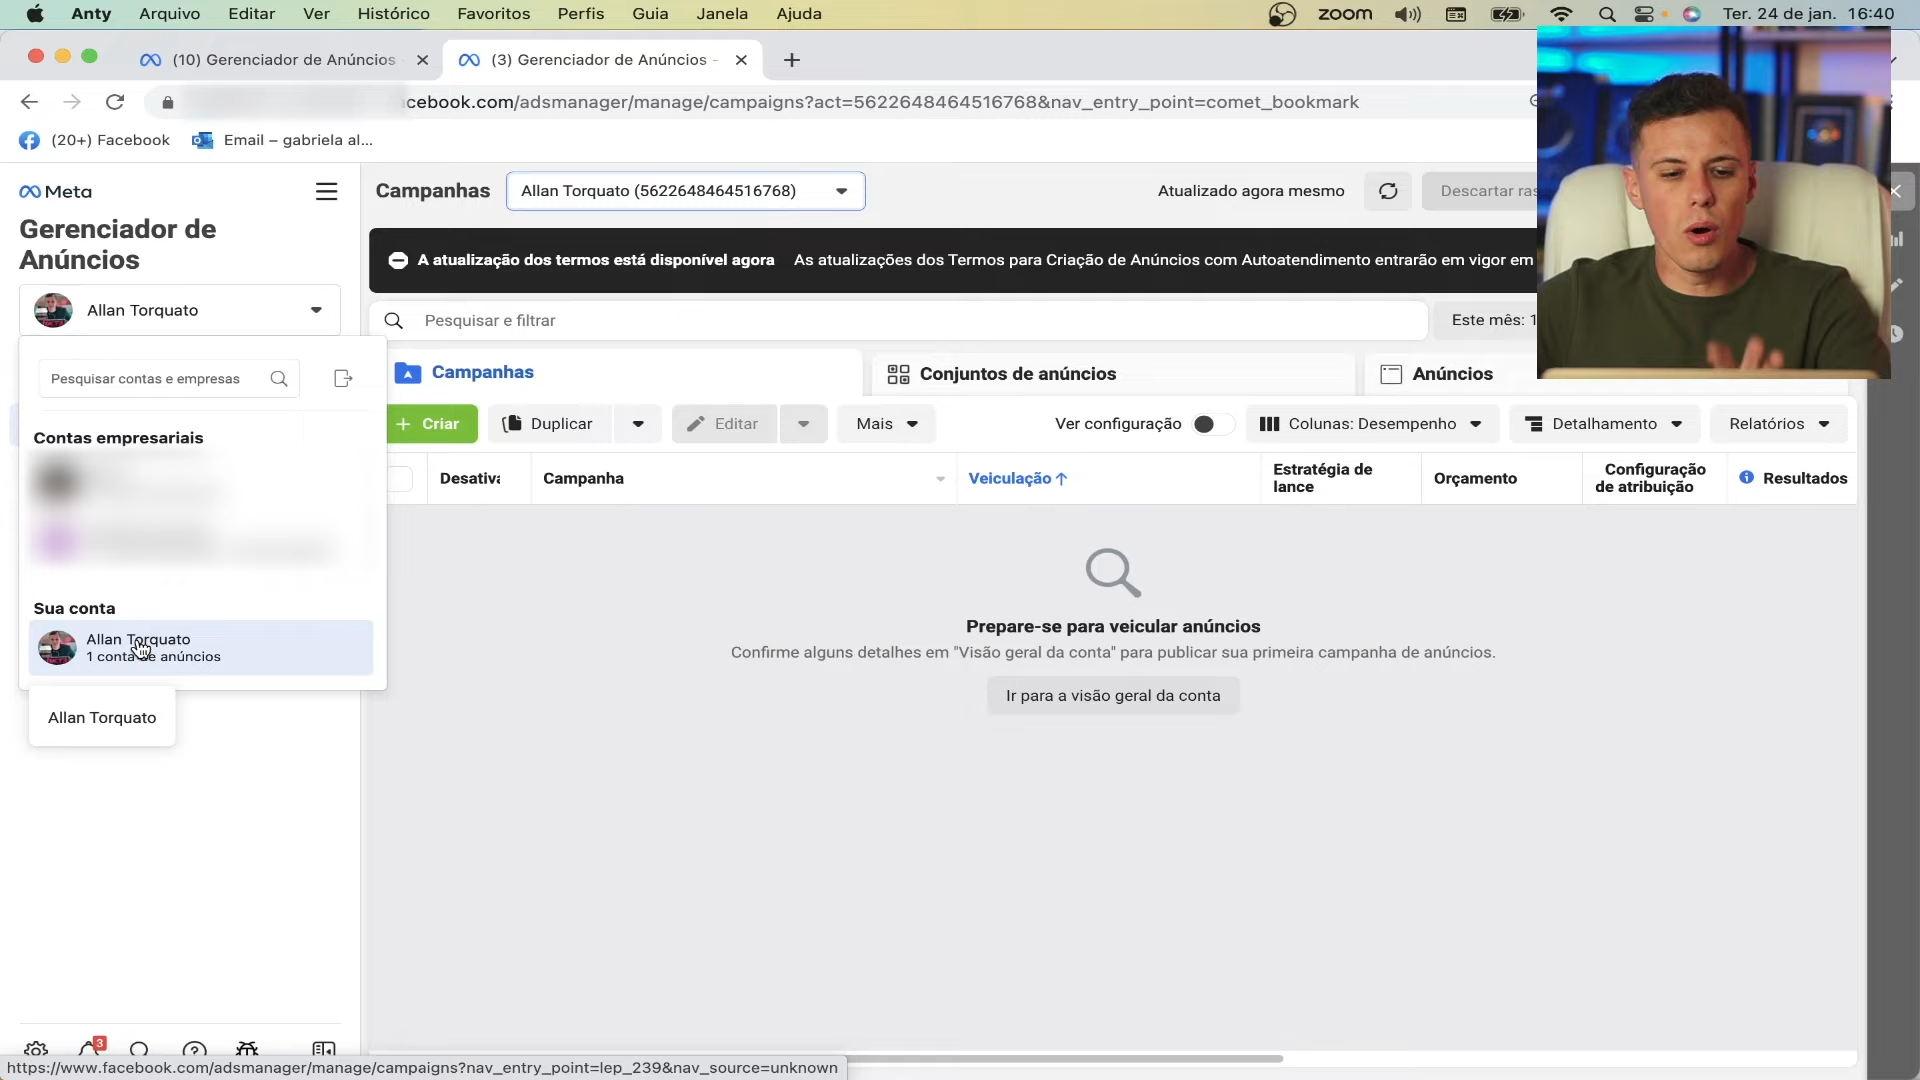 Anty Arquivo Editar Ver Histórico Favoritos Perfis Guia Janela Ajuda zoom Ter. 24 de jan. 16:40
(10) Gerenciador de Anúncios (3) Gerenciador de Anúncios -
cebook.com/adsmanager/manage/campaigns?act=5622648464516768&nav_entry_point=comet_bookmark
(20+) Facebook Email – gabriela al...
Meta
Gerenciador de
Anúncios
Allan Torquato
Pesquisar contas e empresas
Contas empresariais
Sua conta
Allan Torquato
1 conta de anúncios
Allan Torquato
3
Campanhas Allan Torquato (5622648464516768) Atualizado agora mesmo Descartar ras
A atualização dos termos está disponível agora As atualizações dos Termos para Criação de Anúncios com Autoatendimento entrarão em vigor em
Pesquisar e filtrar Este mês: 1
Campanhas Conjuntos de anúncios Anúncios
+ Criar Duplicar Editar Mais Ver configuração Colunas: Desempenho Detalhamento Relatórios
Desativa Campanha Veiculação↑ Estratégia de lance Orçamento Configuração de atribuição Resultados
Prepare-se para veicular anúncios
Confirme alguns detalhes em "Visão geral da conta" para publicar sua primeira campanha de anúncios.
Ir para a visão geral da conta
https://www.facebook.com/adsmanager/manage/campaigns?nav_entry_point=lep_239&nav_source=unknown